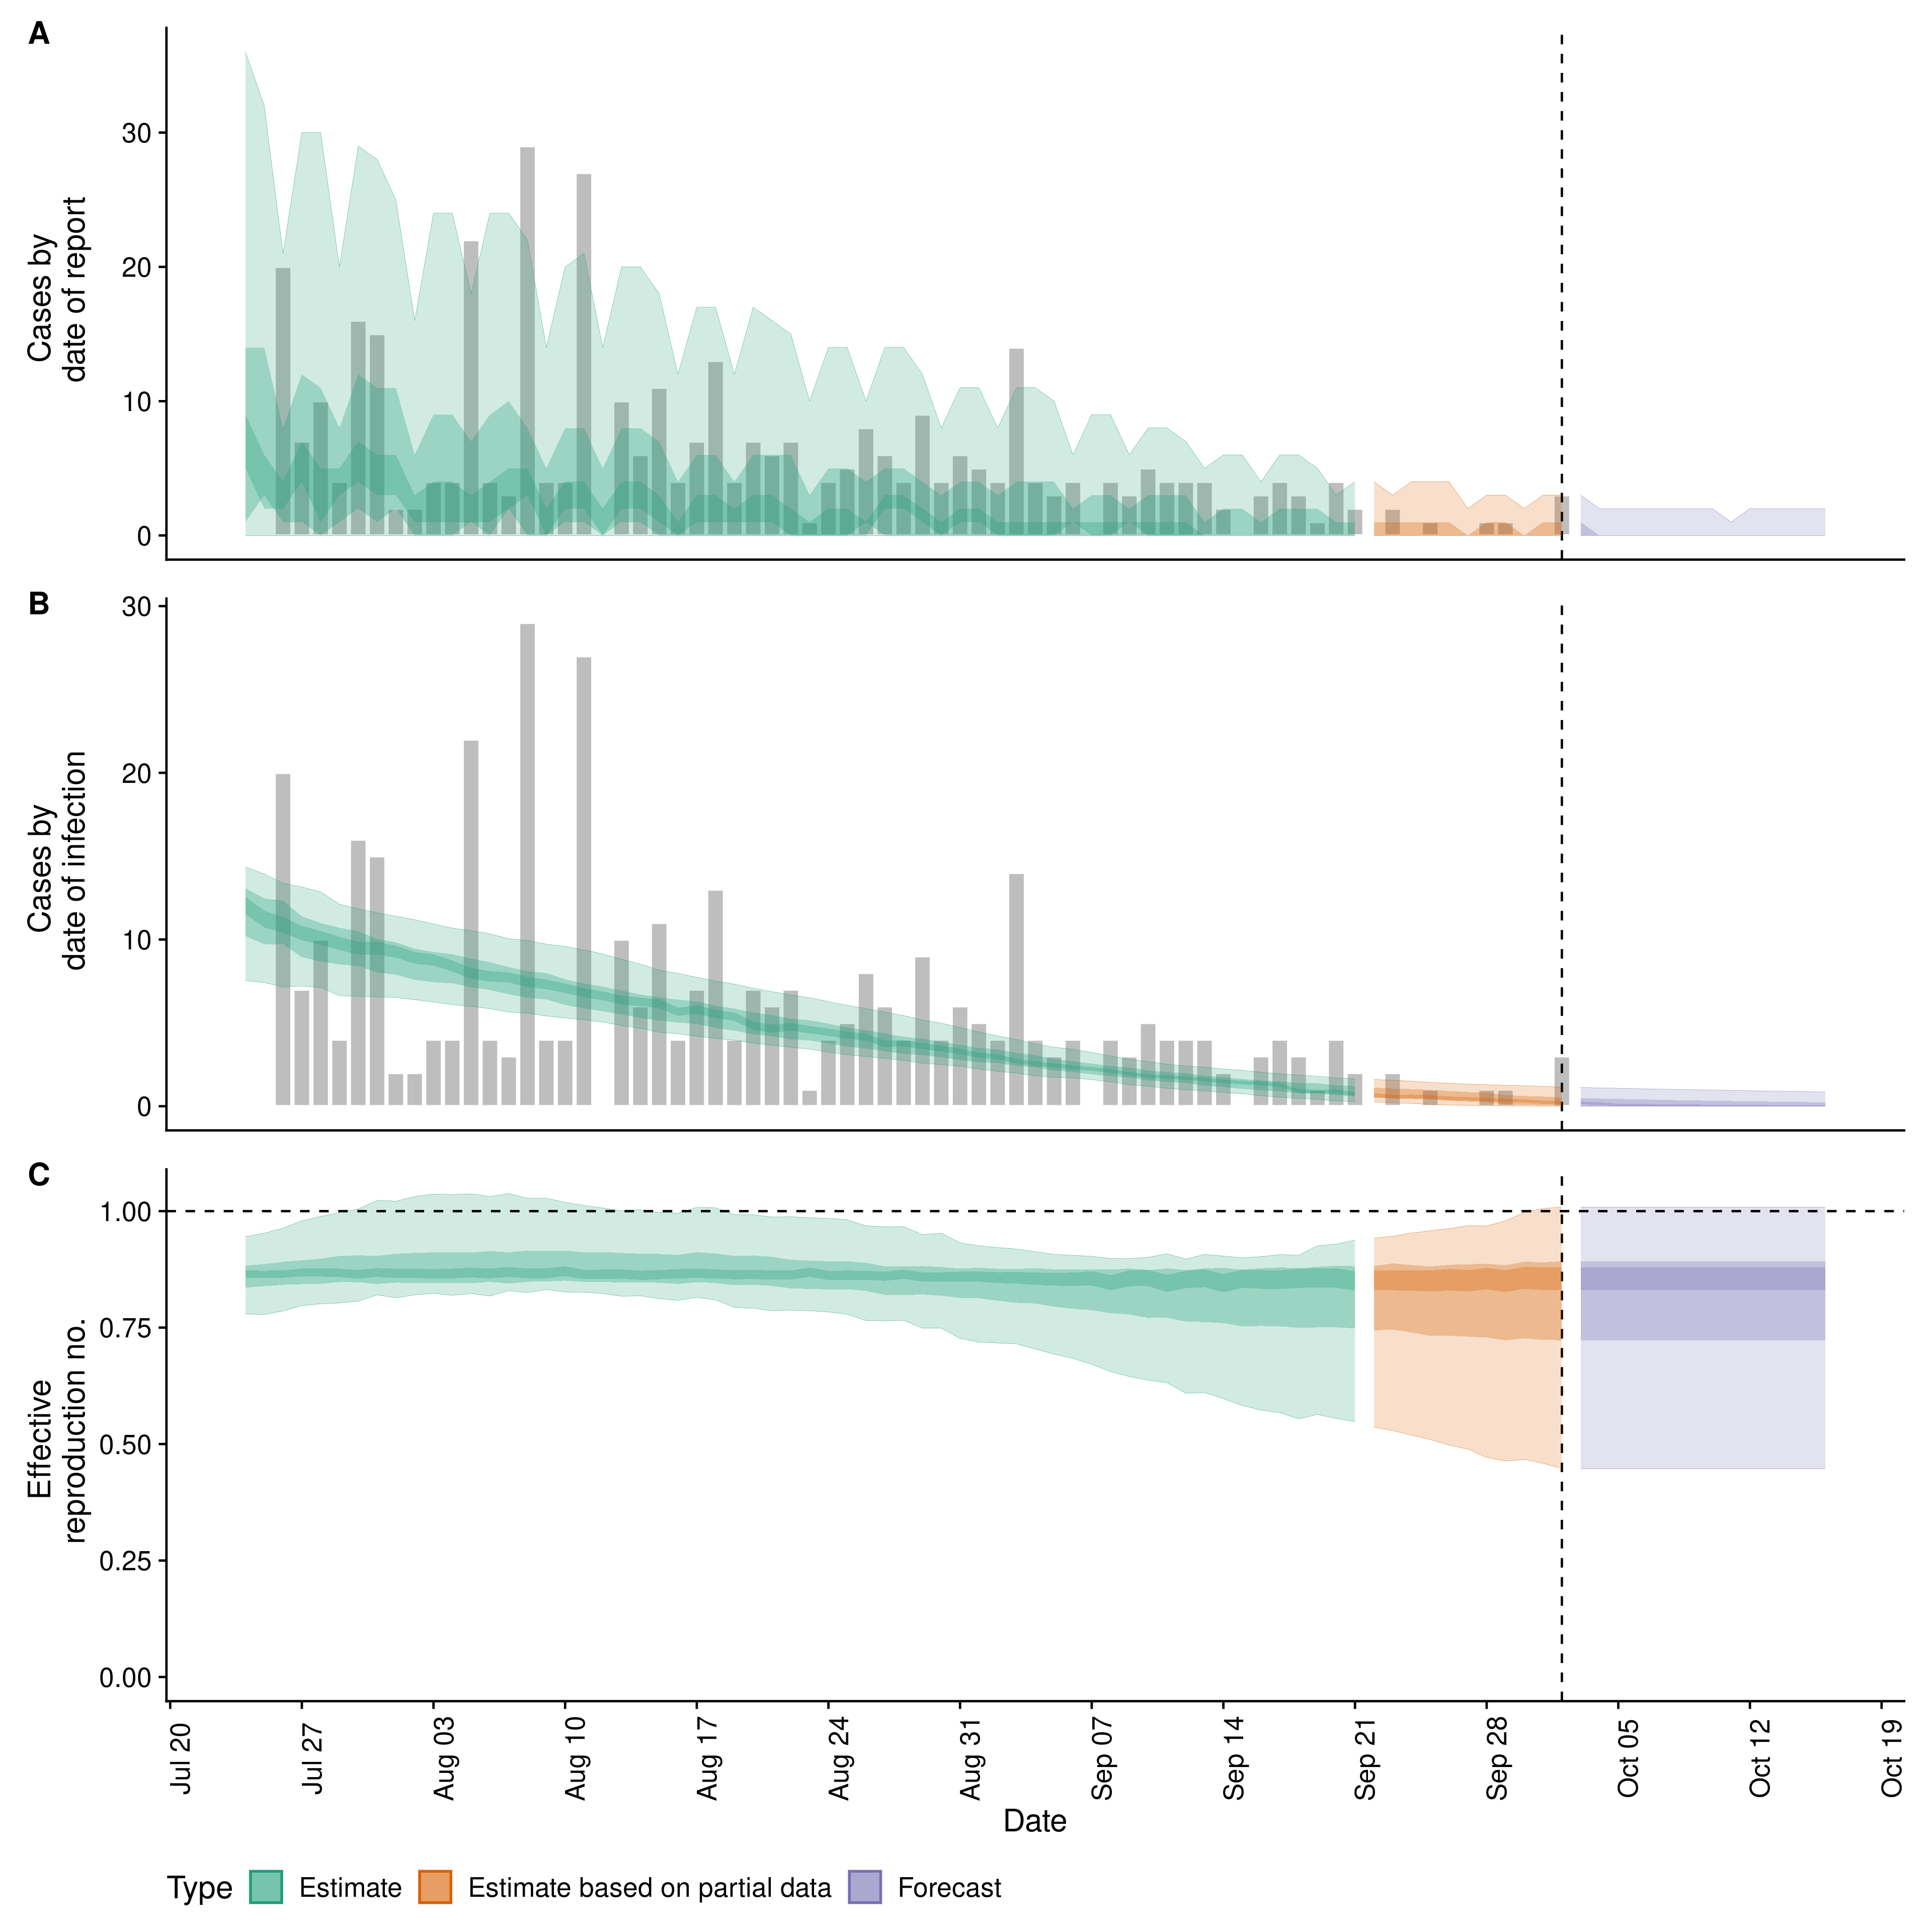 A
Cases by
date of report
30
20
10
0
B
Cases by
date of infection
30
20
10
0
C
Effective
reproduction no.
1.00
0.75
0.50
0.25
0.00
Jul 20
Jul 27
Aug 03
Aug 10
Aug 17
Aug 24
Aug 31
Sep 07
Sep 14
Sep 21
Sep 28
Oct 05
Oct 12
Oct 19
Date
Type Estimate Estimate based on partial data Forecast